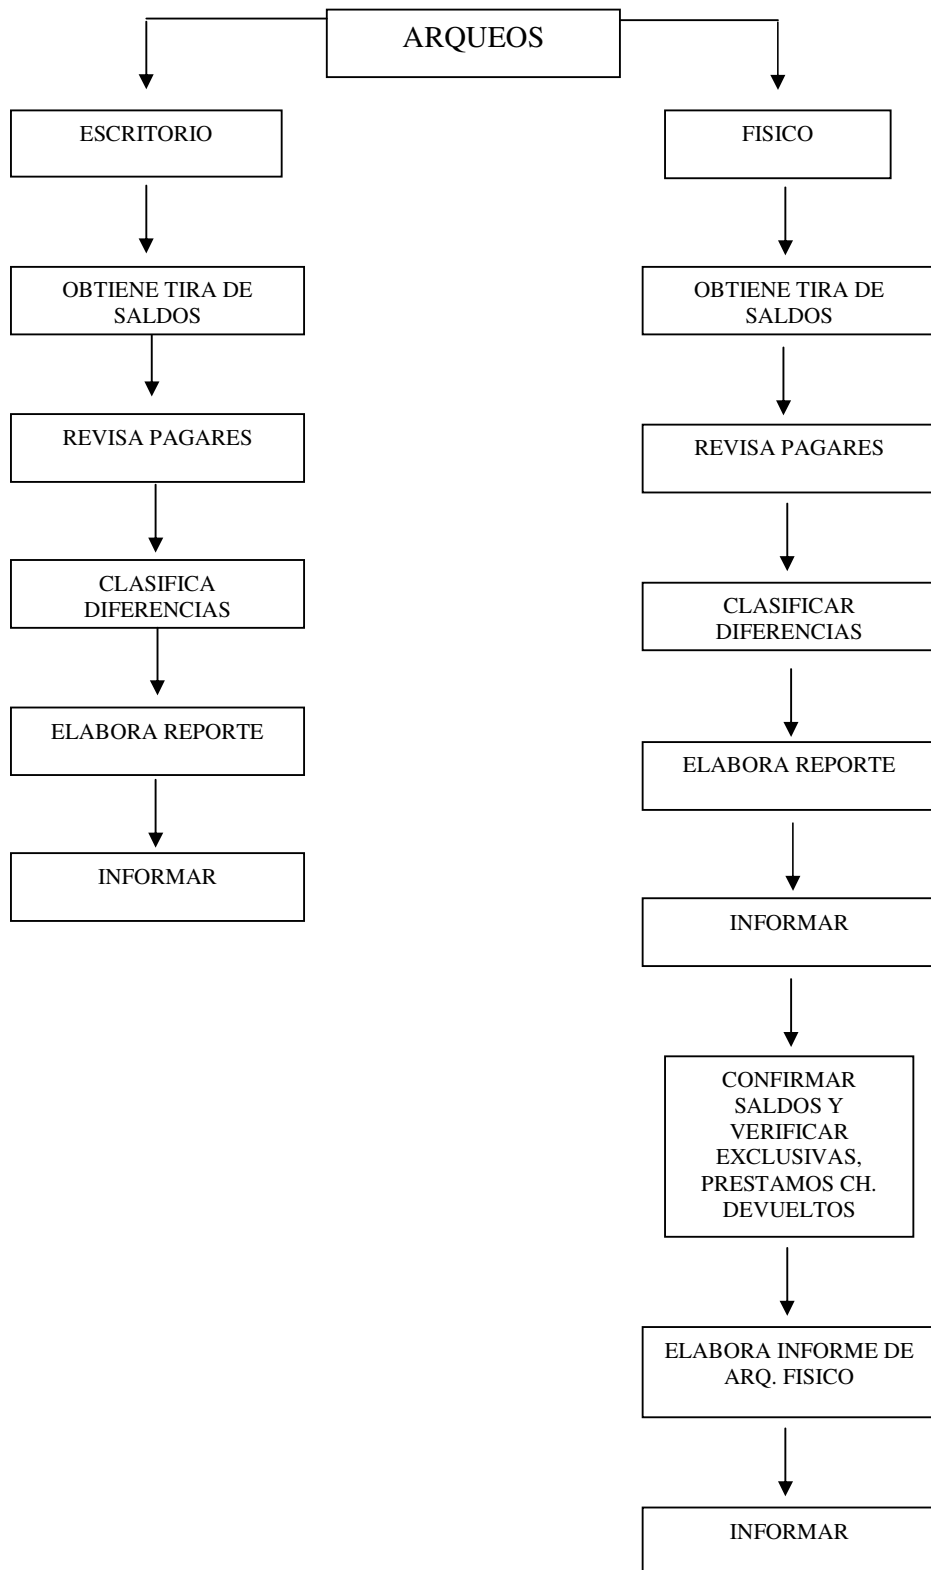 ARQUEOS
ESCRITORIO
OBTIENE TIRA DE
SALDOS
REVISA PAGARES
CLASIFICA
DIFERENCIAS
ELABORA REPORTE
INFORMAR
FISICO
OBTIENE TIRA DE
SALDOS
REVISA PAGARES
CLASIFICAR
DIFERENCIAS
ELABORA REPORTE
INFORMAR
CONFIRMAR
SALDOS Y
VERIFICAR
EXCLUSIVAS,
PRESTAMOS CH.
DEVUELTOS
ELABORA INFORME DE
ARQ. FISICO
INFORMAR